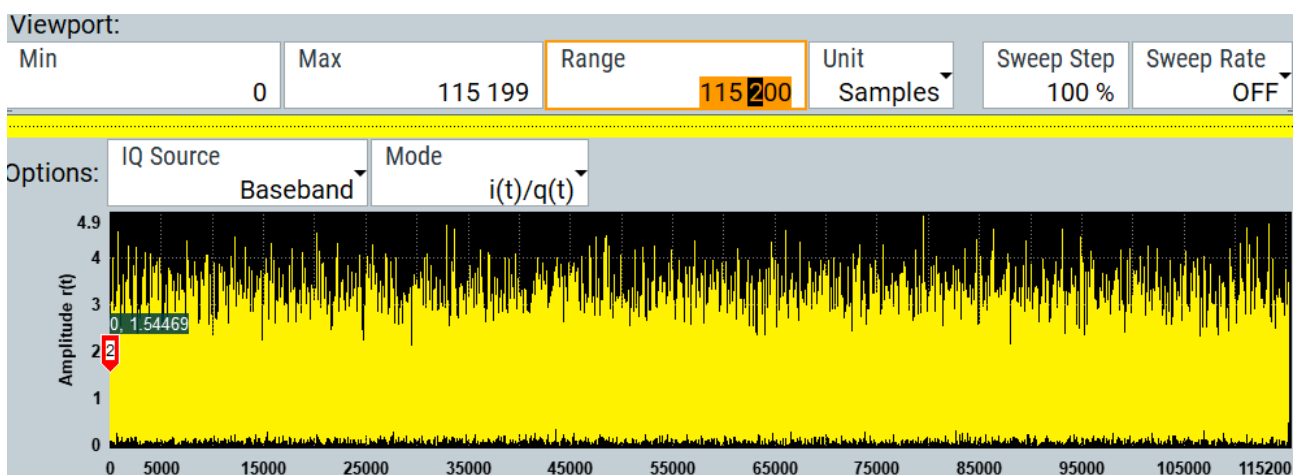 Viewport:
Min Max Range Unit Sweep Step Sweep Rate
0 115 199 115 200 Samples 100 % OFF
IQ Source Mode
Options: Baseband i(t)/q(t)
4.9
4
3
0, 1.54469
2 2
1
0
Amplitude r(t)
0 5000 15000 25000 35000 45000 55000 65000 75000 85000 95000 105000 115200